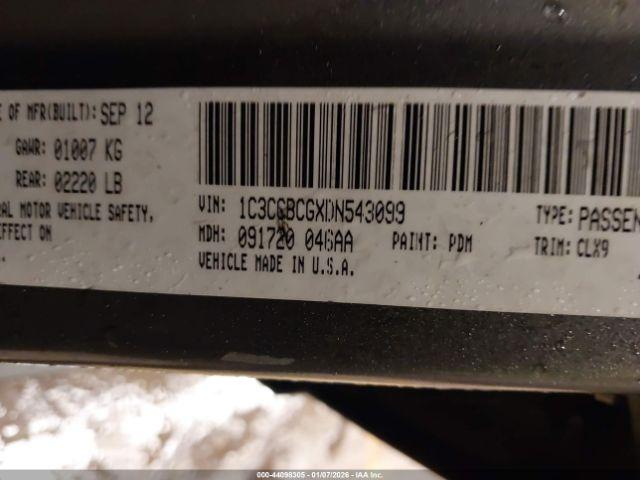 E OF MFR(BUILT): SEP 12
GAWR: 01007 KG
REAR: 02220 LB
RAL MOTOR VEHICLE SAFETY,
EFFECT ON
VIN: 1C3CCBCGXDN543099
TYPE: PASSEN
MDH: 091720 046AA
PAINT: PDM
TRIM: CLX9
VEHICLE MADE IN U.S.A.
000-44098305 | 01/07/2026 | IAA Inc.